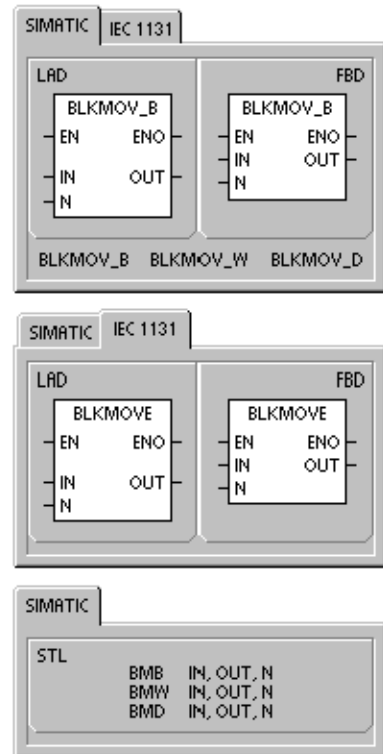 SIMATIC IEC 1131
LAD FBD
BLKMOV_B BLKMOV_B
EN ENO EN ENO
IN OUT IN OUT
N N
BLKMOV_B BLKMOV_W BLKMOV_D
SIMATIC IEC 1131
LAD FBD
BLKMOVE BLKMOVE
EN ENO EN ENO
IN OUT IN OUT
N N
SIMATIC
STL
BMB IN, OUT, N
BMW IN, OUT, N
BMD IN, OUT, N